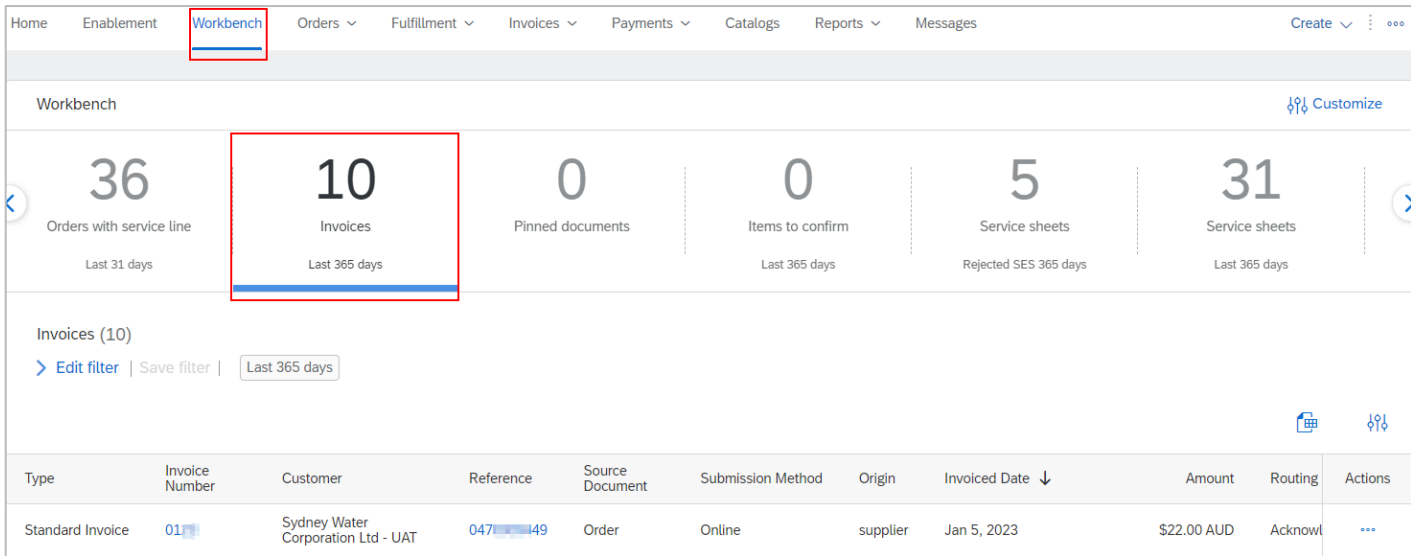 Home Enablement Workbench Orders Fulfillment Invoices Payments Catalogs Reports Messages Create
Workbench Customize
36 10 0 0 5 31
Orders with service line Invoices Pinned documents Items to confirm Service sheets Service sheets
Last 31 days Last 365 days Last 365 days Rejected SES 365 days Last 365 days
Invoices (10)
Edit filter | Save filter | Last 365 days
Type Invoice Number Customer Reference Source Document Submission Method Origin Invoiced Date ↓ Amount Routing Actions
Standard Invoice Sydney Water Corporation Ltd - UAT Order Online supplier Jan 5, 2023 $22.00 AUD Acknowl